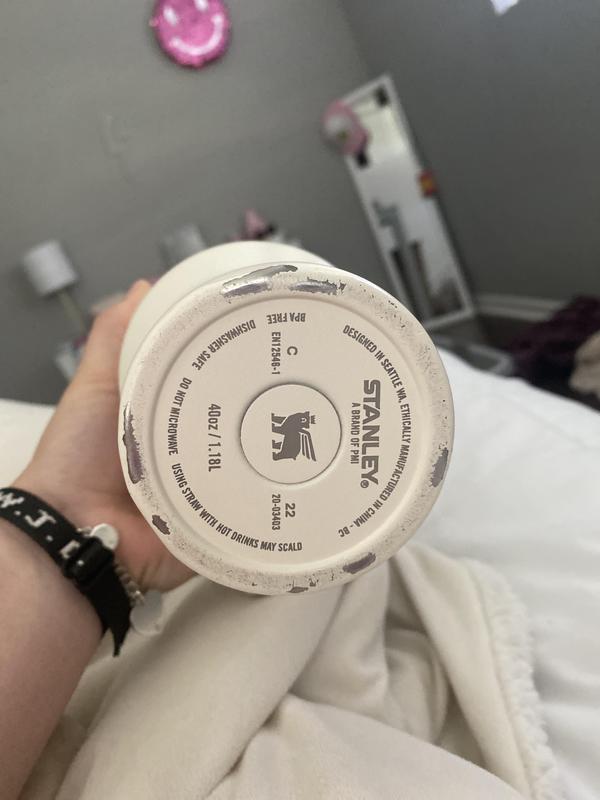 DESIGNED IN SEATTLE WA, ETHICALLY MANUFACTURED IN CHINA - BC
STANLEY®
A BRAND OF PMI
BPA FREE
DISHWASHER SAFE
DO NOT MICROWAVE
USING STRAW WITH HOT DRINKS MAY SCALD
C
EN12546-1
40oz / 1.18L
22
20-03403
W.J.